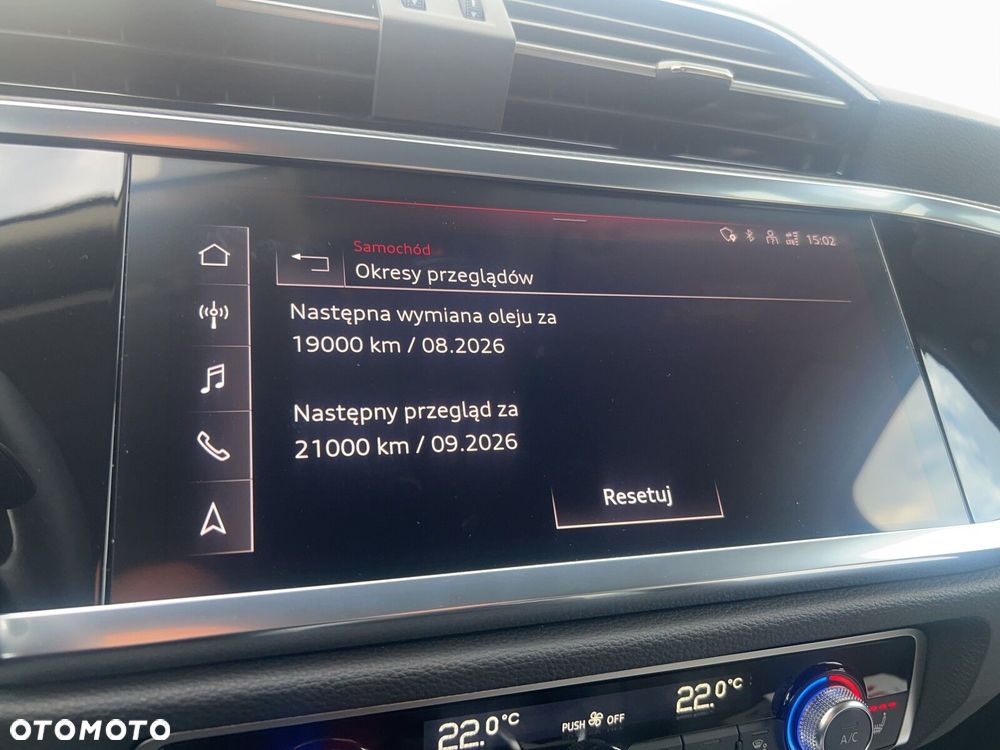 15:02
Samochód
Okresy przeglądów
Następna wymiana oleju za
19000 km / 08.2026
Następny przegląd za
21000 km / 09.2026
Resetuj
22.0°C
PUSH OFF
22.0°C
A/C
OTOMOTO